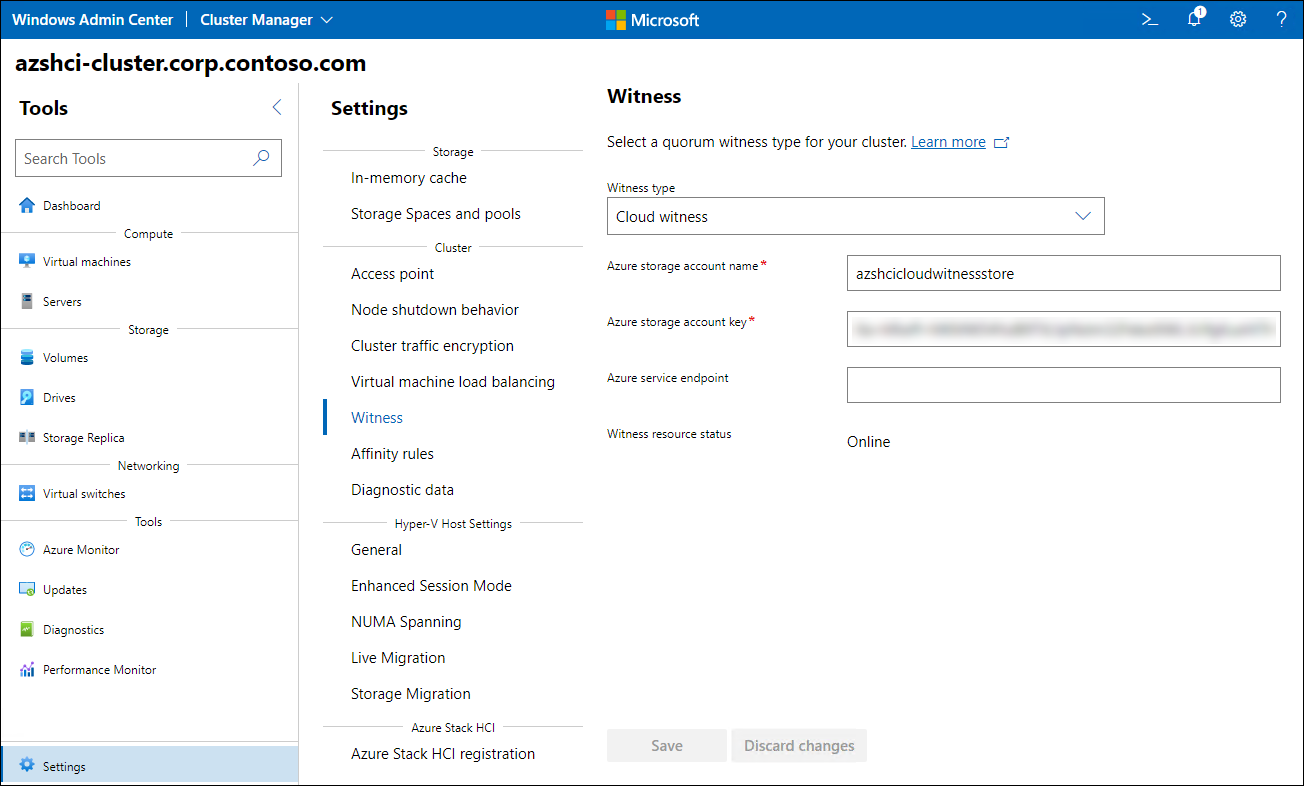 Windows Admin Center
Cluster Manager
Microsoft
1
azshci-cluster.corp.contoso.com
Tools
Search Tools
Dashboard
Compute
Virtual machines
Servers
Storage
Volumes
Drives
Storage Replica
Networking
Virtual switches
Tools
Azure Monitor
Updates
Diagnostics
Performance Monitor
Settings
Settings
Storage
In-memory cache
Storage Spaces and pools
Cluster
Access point
Node shutdown behavior
Cluster traffic encryption
Virtual machine load balancing
Witness
Affinity rules
Diagnostic data
Hyper-V Host Settings
General
Enhanced Session Mode
NUMA Spanning
Live Migration
Storage Migration
Azure Stack HCI
Azure Stack HCI registration
Witness
Select a quorum witness type for your cluster. Learn more
Witness type
Cloud witness
Azure storage account name*
azshcicloudwitnessstore
Azure storage account key*
Azure service endpoint
Witness resource status
Online
Save
Discard changes